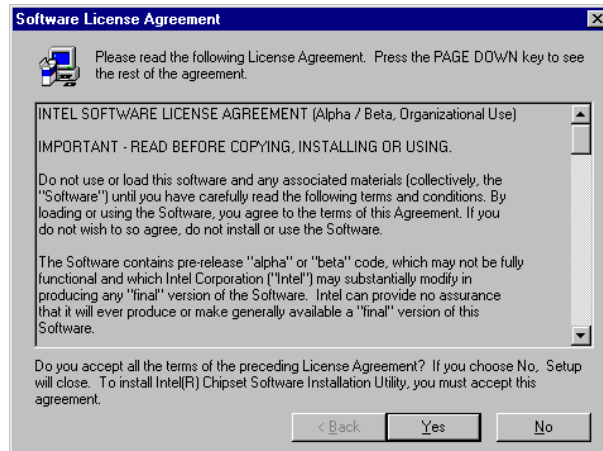 Software License Agreement
Please read the following License Agreement. Press the PAGE DOWN key to see
the rest of the agreement.
INTEL SOFTWARE LICENSE AGREEMENT (Alpha / Beta, Organizational Use)
IMPORTANT - READ BEFORE COPYING, INSTALLING OR USING.
Do not use or load this software and any associated materials (collectively, the
"Software") until you have carefully read the following terms and conditions. By
loading or using the Software, you agree to the terms of this Agreement. If you
do not wish to so agree, do not install or use the Software.
The Software contains pre-release "alpha" or "beta" code, which may not be fully
functional and which Intel Corporation ("Intel") may substantially modify in
producing any "final" version of the Software. Intel can provide no assurance
that it will ever produce or make generally available a "final" version of this
Software.
Do you accept all the terms of the preceding License Agreement? If you choose No, Setup
will close. To install Intel(R) Chipset Software Installation Utility, you must accept this
agreement.
< Back Yes No